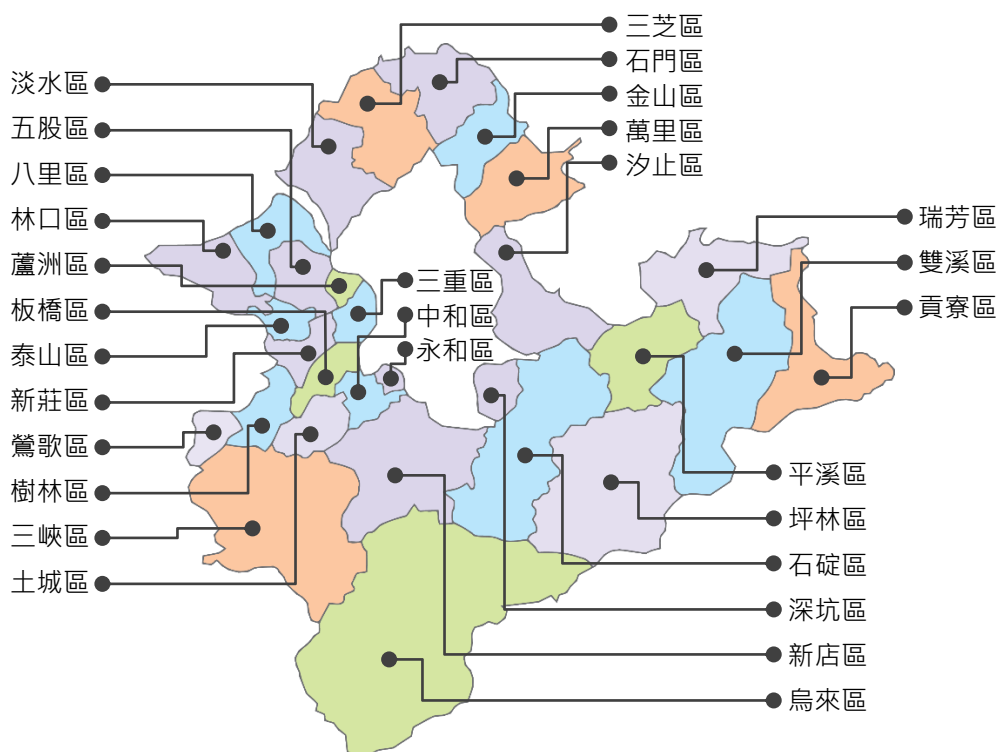 三芝區
石門區
金山區
萬里區
汐止區
淡水區
五股區
八里區
林口區
蘆洲區
板橋區
泰山區
新莊區
鶯歌區
樹林區
三峽區
土城區
三重區
中和區
永和區
瑞芳區
雙溪區
貢寮區
平溪區
坪林區
石碇區
深坑區
新店區
烏來區